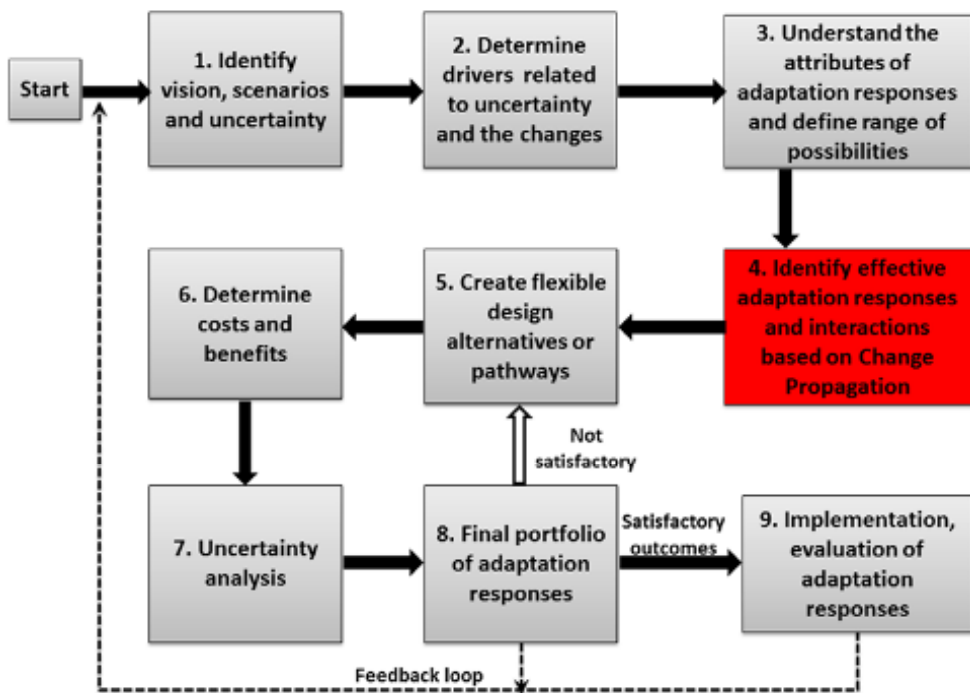 Start
1. Identify
vision, scenarios
and uncertainty
2. Determine
drivers related
to uncertainty
and the changes
3. Understand the
attributes of
adaptation responses
and define range of
possibilities
4. Identify effective
adaptation responses
and interactions
based on Change
Propagation
5. Create flexible
design
alternatives or
pathways
6. Determine
costs and
benefits
Not
satisfactory
7. Uncertainty
analysis
8. Final portfolio
of adaptation
responses
Satisfactory
outcomes
9. Implementation,
evaluation of
adaptation
responses
Feedback loop